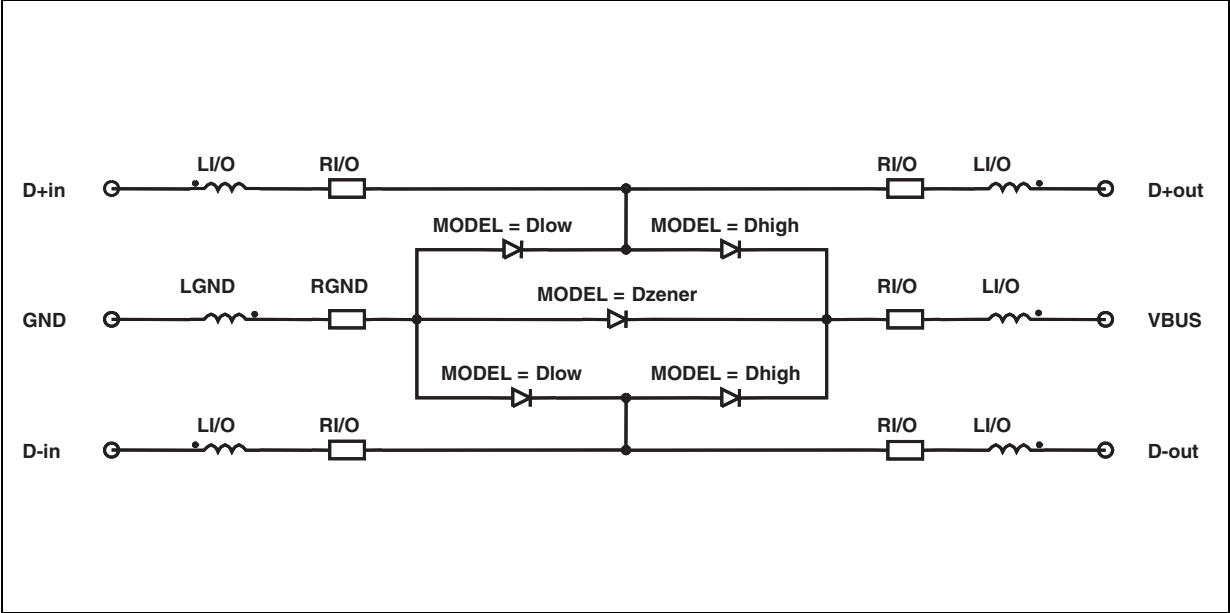 LI/O RI/O RI/O LI/O
D+in D+out
MODEL = Dlow MODEL = Dhigh
LGND RGND RI/O LI/O
MODEL = Dzener
GND VBUS
MODEL = Dlow MODEL = Dhigh
LI/O RI/O RI/O LI/O
D-in D-out